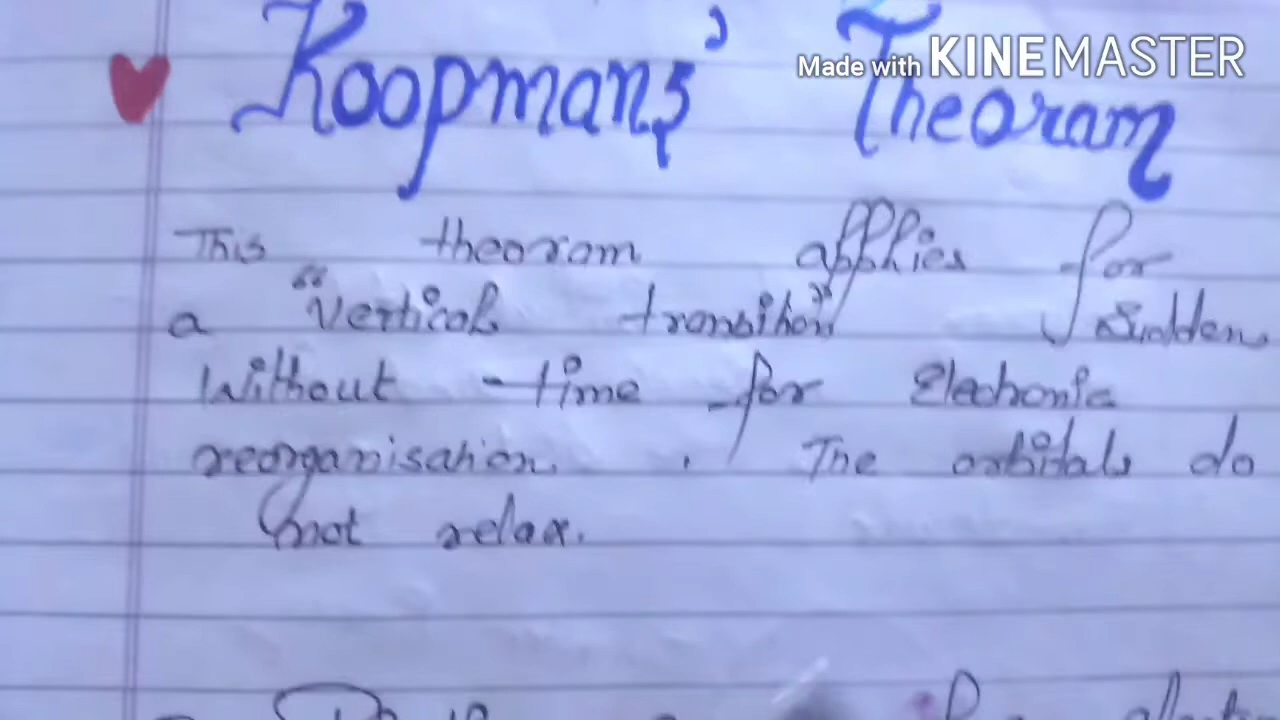 Koopmans' Theoram
Made with KINEMASTER
This theoram applies for
a "Vertical transition" Sudden
Without time for Electronic
reorganisation. The orbitals do
not relax.